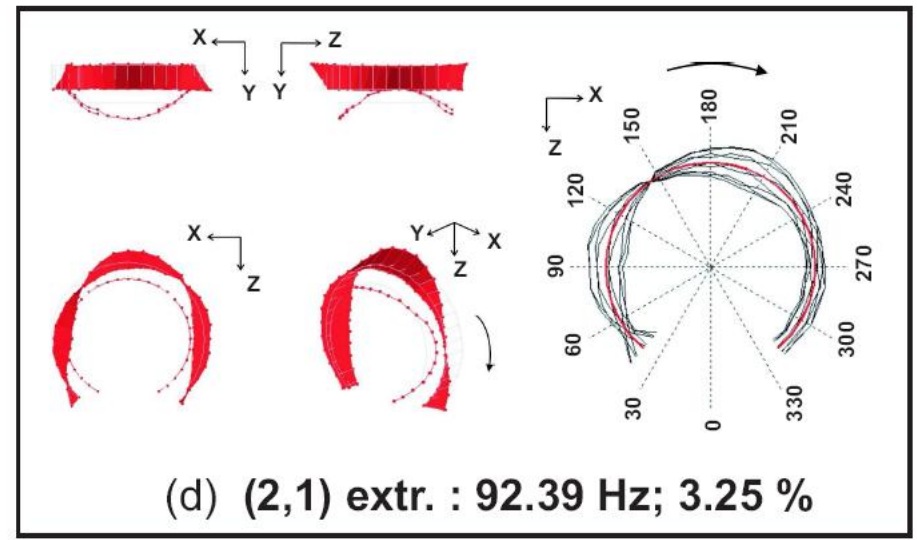 X Z
Y Y
X
Z
Y X
Z
X
Z
180
150 210
120 240
90 270
60 300
30 330
0
(d) (2,1) extr. : 92.39 Hz; 3.25 %